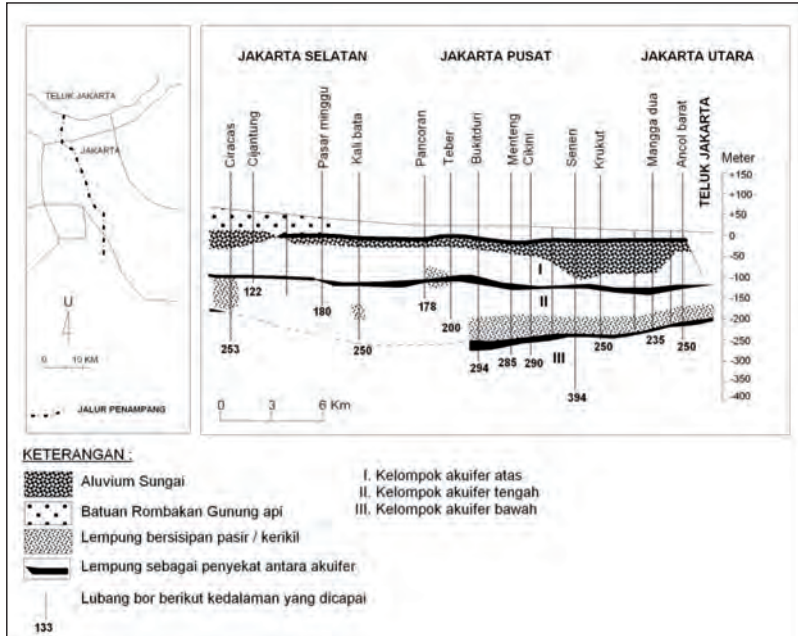 TELUK JAKARTA
JAKARTA
U
0 10 KM
JALUR PENAMPANG
JAKARTA SELATAN JAKARTA PUSAT JAKARTA UTARA
Ciracas
Cijantung
Pasar minggu
Kali bata
Pancoran
Teber
Bukitduri
Menteng
Cikini
Senen
Krukut
Mangga dua
Ancol barat
TELUK JAKARTA
Meter
+150
+100
+50
0
-50
-100
-150
-200
-250
-300
-350
-400
I
II
III
253
122
180
250
178
200
294
285
290
394
250
235
250
0 3 6 Km
KETERANGAN :
Aluvium Sungai
Batuan Rombakan Gunung api
Lempung bersisipan pasir / kerikil
Lempung sebagai penyekat antara akuifer
Lubang bor berikut kedalaman yang dicapai
133
I. Kelompok akuifer atas
II. Kelompok akuifer tengah
III. Kelompok akuifer bawah